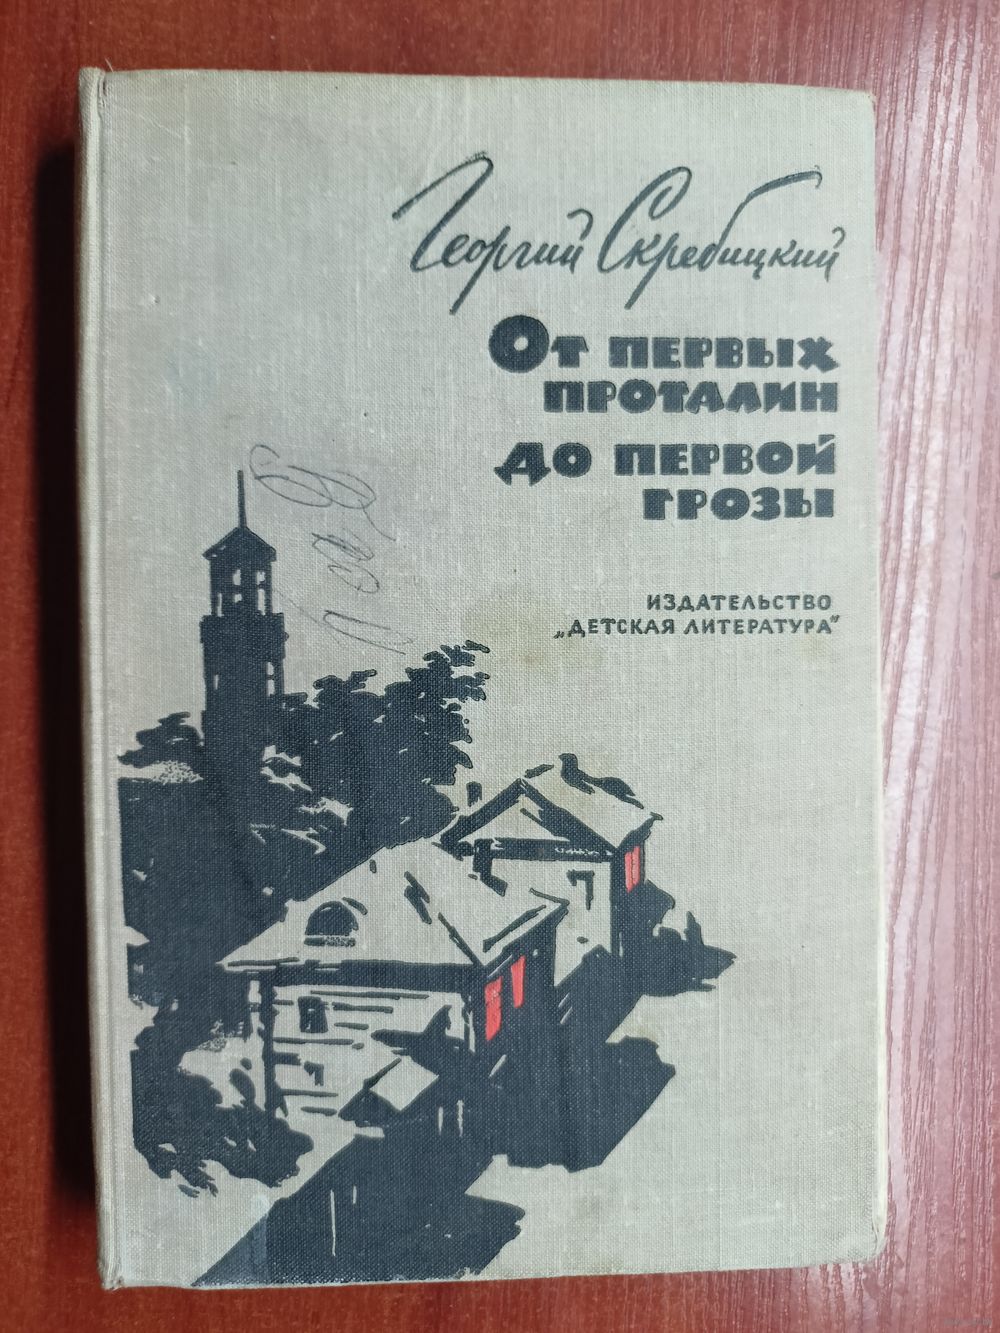 Георгий Скребицкий
От первых
проталин
до первой
грозы
издательство
„детская литература"